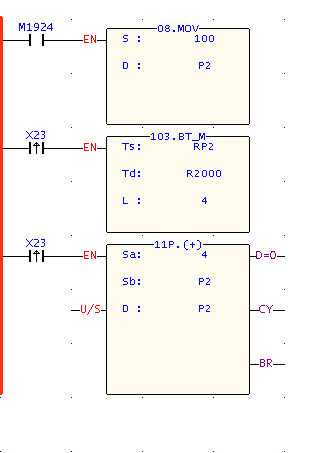 M1924
08.MOV
EN
S : 100
D : P2
X23
103.BT_M
EN
Ts: RP2
Td: R2000
L : 4
X23
11P.(+)
EN
Sa: 4
D=0
Sb: P2
U/S
D : P2
CY
BR